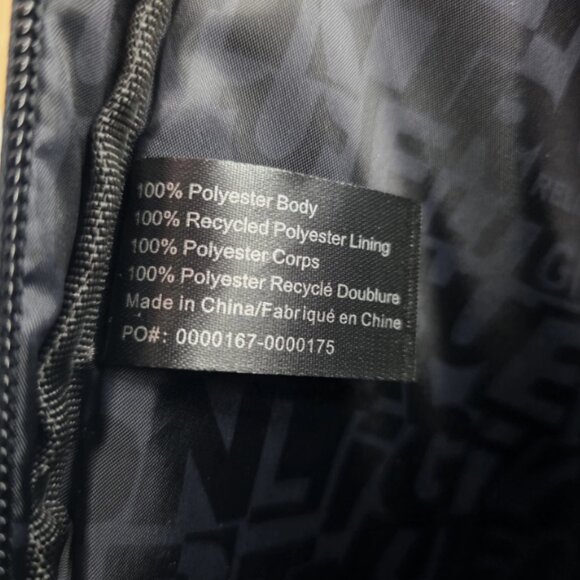 100% Polyester Body
100% Recycled Polyester Lining
100% Polyester Corps
100% Polyester Recyclé Doublure
Made in China/Fabriqué en Chine
PO#: 0000167-0000175